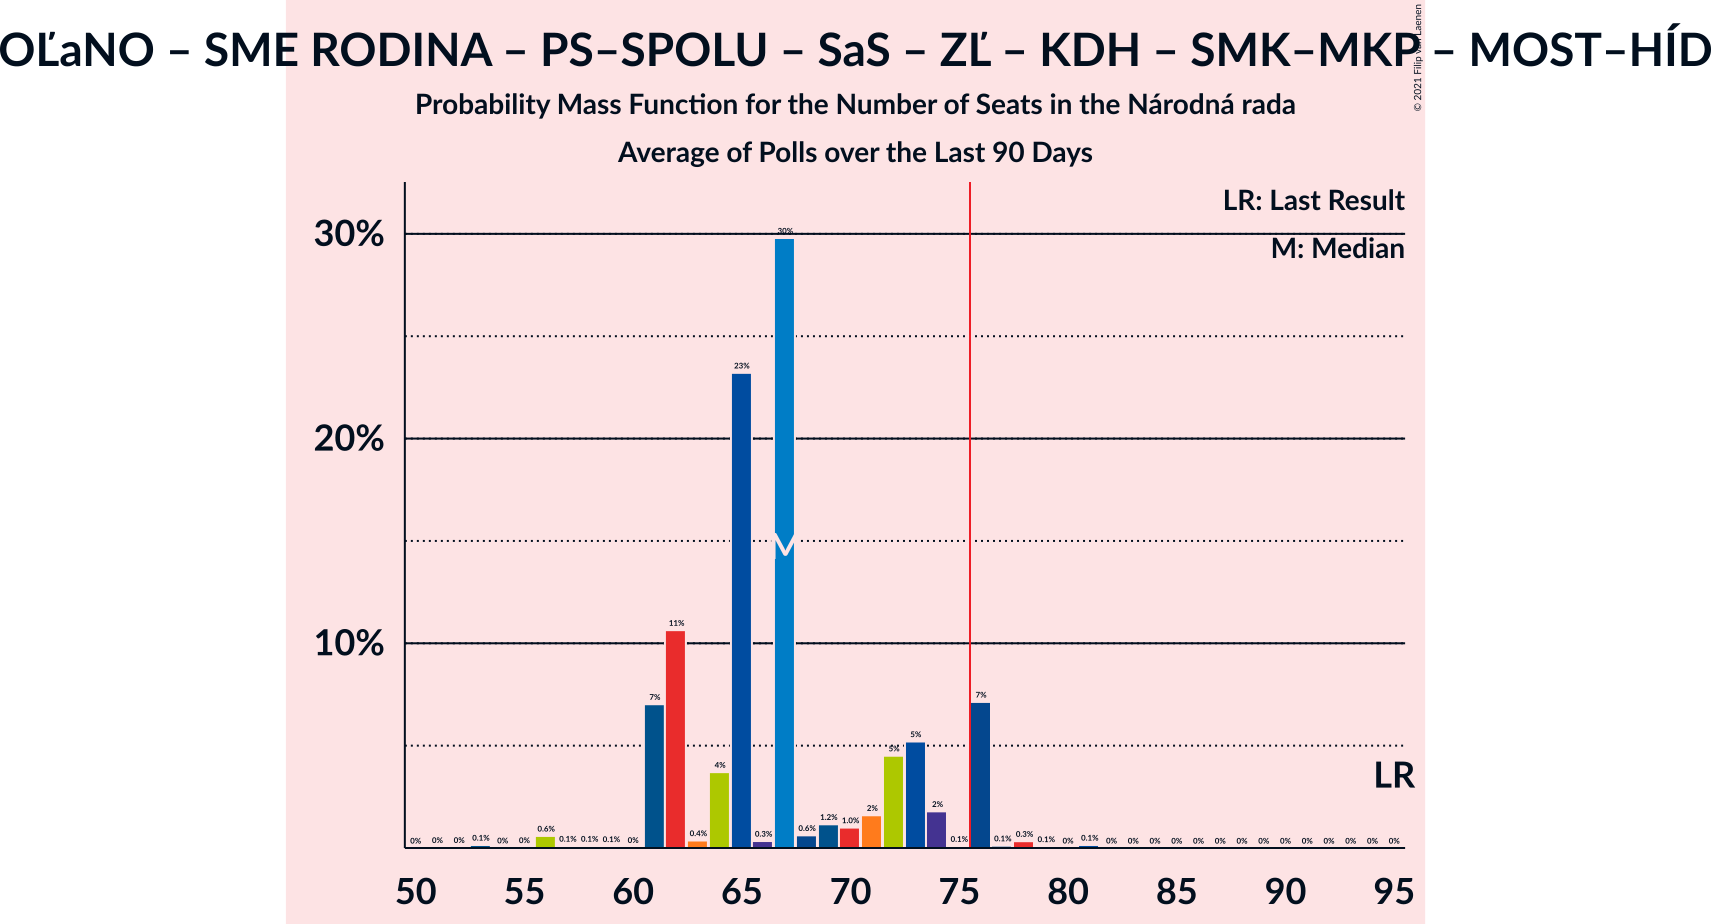 OĽaNO – SME RODINA – PS–SPOLU – SaS – ZĽ – KDH – SMK–MKP – MOST–HÍD
© 2021 Filip van Laenen
Probability Mass Function for the Number of Seats in the Národná rada
Average of Polls over the Last 90 Days
LR: Last Result
M: Median
30%
20%
10%
0% 0% 0% 0.1% 0% 0% 0.6% 0.1% 0.1% 0.1% 0% 7% 11% 0.4% 4% 23% 0.3% 30% 0.6% 1.2% 1.0% 2% 5% 5% 2% 0.1% 7% 0.1% 0.3% 0.1% 0% 0.1% 0% 0% 0% 0% 0% 0% 0% 0% 0% 0% 0% 0% 0% 0%
M
LR
50 55 60 65 70 75 80 85 90 95